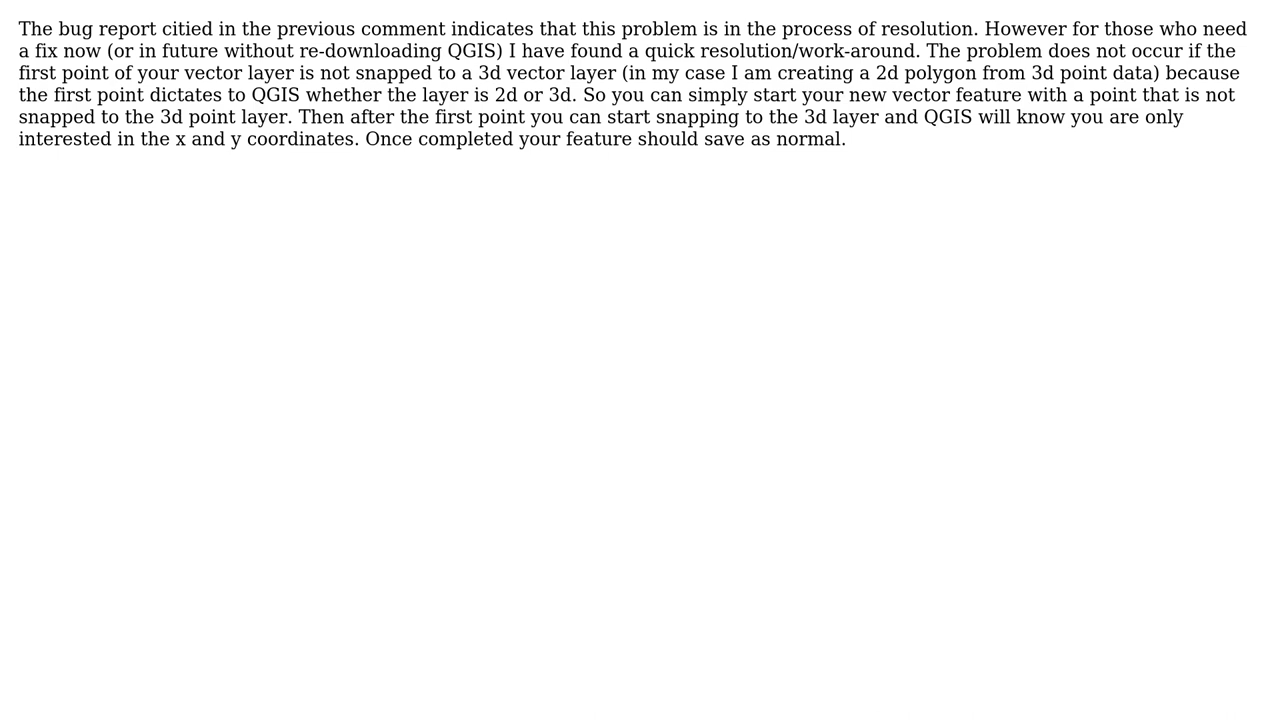 The bug report citied in the previous comment indicates that this problem is in the process of resolution. However for those who need
a fix now (or in future without re-downloading QGIS) I have found a quick resolution/work-around. The problem does not occur if the
first point of your vector layer is not snapped to a 3d vector layer (in my case I am creating a 2d polygon from 3d point data) because
the first point dictates to QGIS whether the layer is 2d or 3d. So you can simply start your new vector feature with a point that is not
snapped to the 3d point layer. Then after the first point you can start snapping to the 3d layer and QGIS will know you are only
interested in the x and y coordinates. Once completed your feature should save as normal.